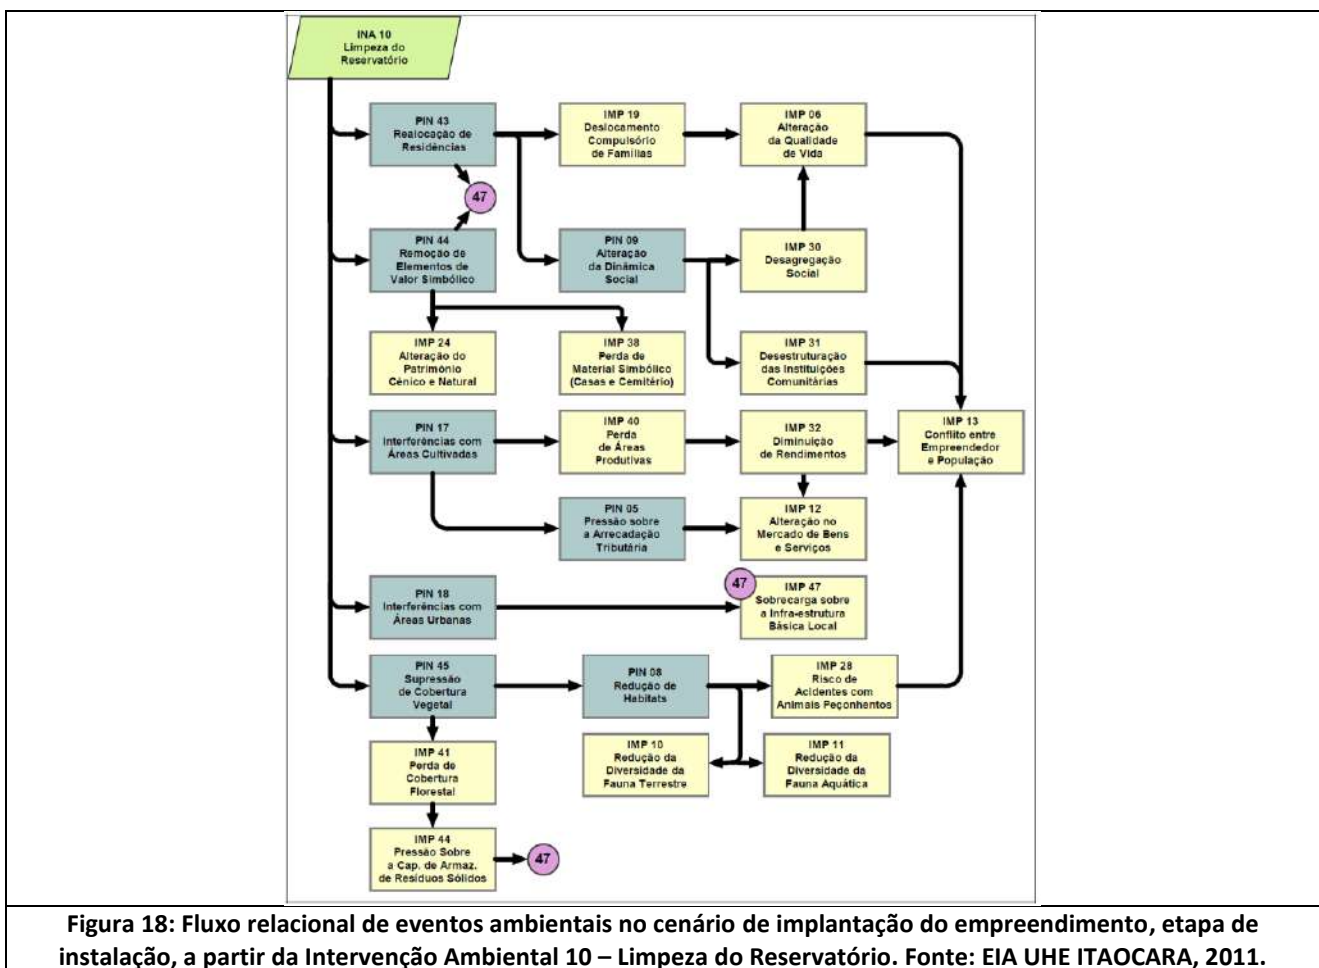 INA 10
Limpeza do
Reservatório
PIN 43
Realocação de
Residências
IMP 19
Deslocamento
Compulsório
de Famílias
IMP 06
Alteração
da Qualidade
de Vida
47
PIN 44
Remoção de
Elementos de
Valor Simbólico
PIN 09
Alteração
da Dinâmica
Social
IMP 30
Desagregação
Social
IMP 24
Alteração do
Patrimônio
Cênico e Natural
IMP 38
Perda de
Material Simbólico
(Casas e Cemitério)
IMP 31
Desestruturação
das Instituições
Comunitárias
PIN 17
Interferências com
Áreas Cultivadas
IMP 40
Perda
de Áreas
Produtivas
IMP 32
Diminuição
de Rendimentos
IMP 13
Conflito entre
Empreendedor
e População
PIN 05
Pressão sobre
a Arrecadação
Tributária
IMP 12
Alteração no
Mercado de Bens
e Serviços
PIN 18
Interferências com
Áreas Urbanas
47
IMP 47
Sobrecarga sobre
a Infra-estrutura
Básica Local
PIN 45
Supressão
de Cobertura
Vegetal
PIN 08
Redução de
Habitats
IMP 28
Risco de
Acidentes com
Animais Peçonhentos
IMP 41
Perda de
Cobertura
Florestal
IMP 10
Redução da
Diversidade da
Fauna Terrestre
IMP 11
Redução da
Diversidade da
Fauna Aquática
IMP 44
Pressão Sobre
a Cap. de Armaz.
de Resíduos Sólidos
47
Figura 18: Fluxo relacional de eventos ambientais no cenário de implantação do empreendimento, etapa de
instalação, a partir da Intervenção Ambiental 10 – Limpeza do Reservatório. Fonte: EIA UHE ITAOCARA, 2011.